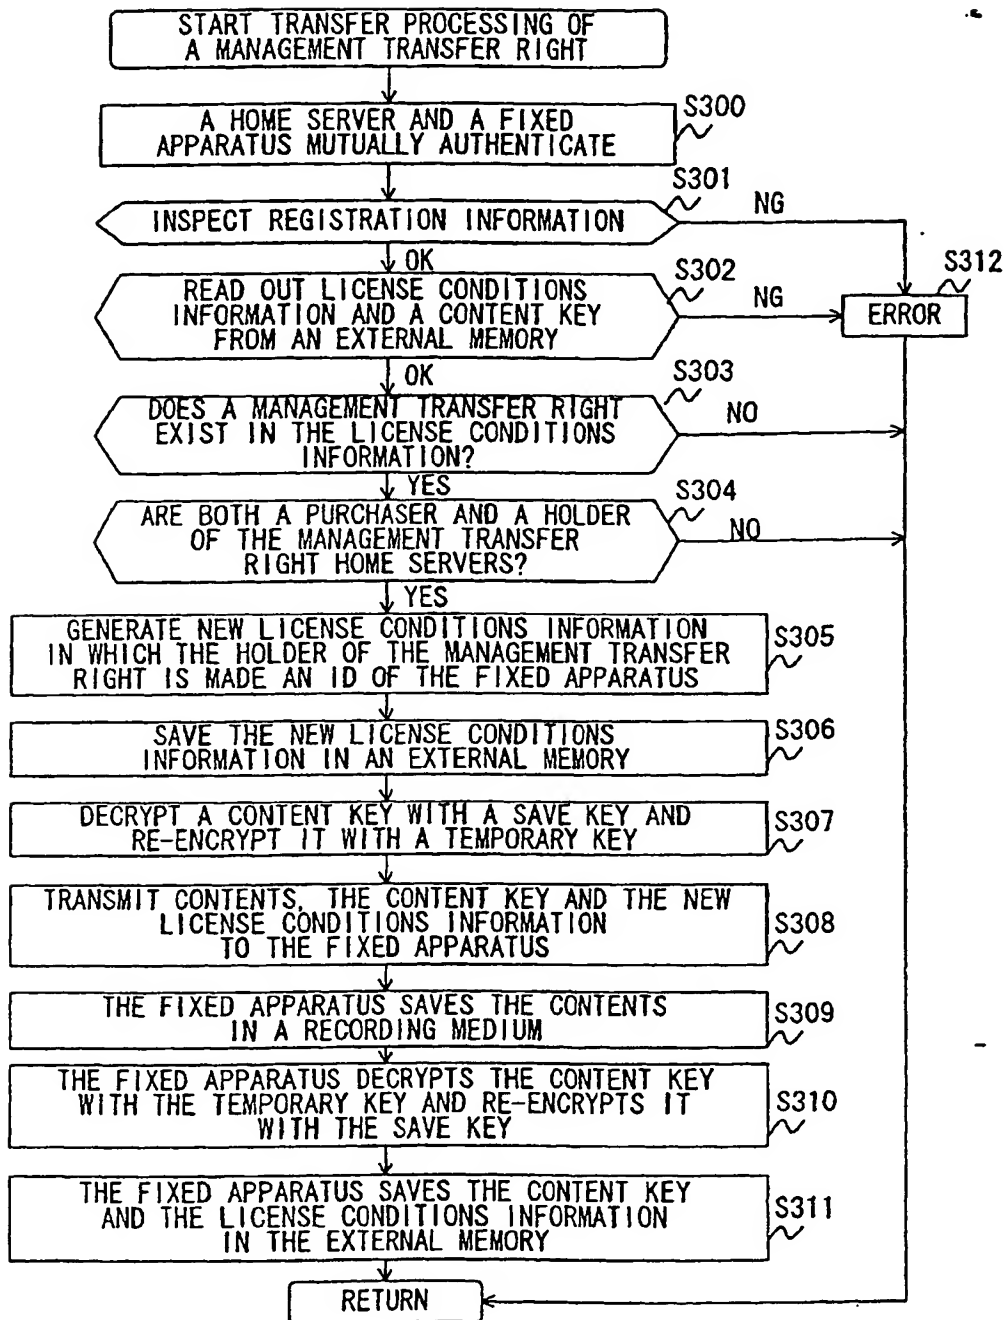 START TRANSFER PROCESSING OF
A MANAGEMENT TRANSFER RIGHT
S300
A HOME SERVER AND A FIXED
APPARATUS MUTUALLY AUTHENTICATE
S301
INSPECT REGISTRATION INFORMATION
NG
OK
S312
ERROR
S302
READ OUT LICENSE CONDITIONS
INFORMATION AND A CONTENT KEY
FROM AN EXTERNAL MEMORY
NG
OK
S303
DOES A MANAGEMENT TRANSFER RIGHT
EXIST IN THE LICENSE CONDITIONS
INFORMATION?
NO
YES
S304
ARE BOTH A PURCHASER AND A HOLDER
OF THE MANAGEMENT TRANSFER
RIGHT HOME SERVERS?
NO
YES
GENERATE NEW LICENSE CONDITIONS INFORMATION
IN WHICH THE HOLDER OF THE MANAGEMENT TRANSFER
RIGHT IS MADE AN ID OF THE FIXED APPARATUS
S305
SAVE THE NEW LICENSE CONDITIONS
INFORMATION IN AN EXTERNAL MEMORY
S306
DECRYPT A CONTENT KEY WITH A SAVE KEY AND
RE-ENCRYPT IT WITH A TEMPORARY KEY
S307
TRANSMIT CONTENTS, THE CONTENT KEY AND THE NEW
LICENSE CONDITIONS INFORMATION
TO THE FIXED APPARATUS
S308
THE FIXED APPARATUS SAVES THE CONTENTS
IN A RECORDING MEDIUM
S309
THE FIXED APPARATUS DECRYPTS THE CONTENT KEY
WITH THE TEMPORARY KEY AND RE-ENCRYPTS IT
WITH THE SAVE KEY
S310
THE FIXED APPARATUS SAVES THE CONTENT KEY
AND THE LICENSE CONDITIONS INFORMATION
IN THE EXTERNAL MEMORY
S311
RETURN